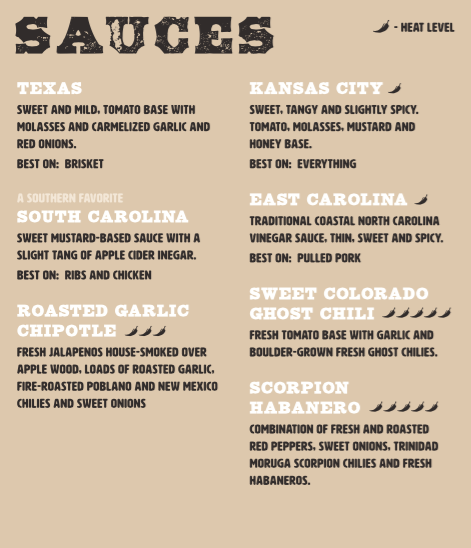 SAUCES
- HEAT LEVEL
TEXAS
SWEET AND MILD, TOMATO BASE WITH
MOLASSES AND CARMELIZED GARLIC AND
RED ONIONS.
BEST ON: BRISKET
A SOUTHERN FAVORITE
SOUTH CAROLINA
SWEET MUSTARD-BASED SAUCE WITH A
SLIGHT TANG OF APPLE CIDER INEGAR.
BEST ON: RIBS AND CHICKEN
ROASTED GARLIC
CHIPOTLE
FRESH JALAPENOS HOUSE-SMOKED OVER
APPLE WOOD, LOADS OF ROASTED GARLIC,
FIRE-ROASTED POBLANO AND NEW MEXICO
CHILIES AND SWEET ONIONS
KANSAS CITY
SWEET, TANGY AND SLIGHTLY SPICY.
TOMATO, MOLASSES, MUSTARD AND
HONEY BASE.
BEST ON: EVERYTHING
EAST CAROLINA
TRADITIONAL COASTAL NORTH CAROLINA
VINEGAR SAUCE, THIN, SWEET AND SPICY.
BEST ON: PULLED PORK
SWEET COLORADO
GHOST CHILI
FRESH TOMATO BASE WITH GARLIC AND
BOULDER-GROWN FRESH GHOST CHILIES.
SCORPION
HABANERO
COMBINATION OF FRESH AND ROASTED
RED PEPPERS, SWEET ONIONS, TRINIDAD
MORUGA SCORPION CHILIES AND FRESH
HABANEROS.